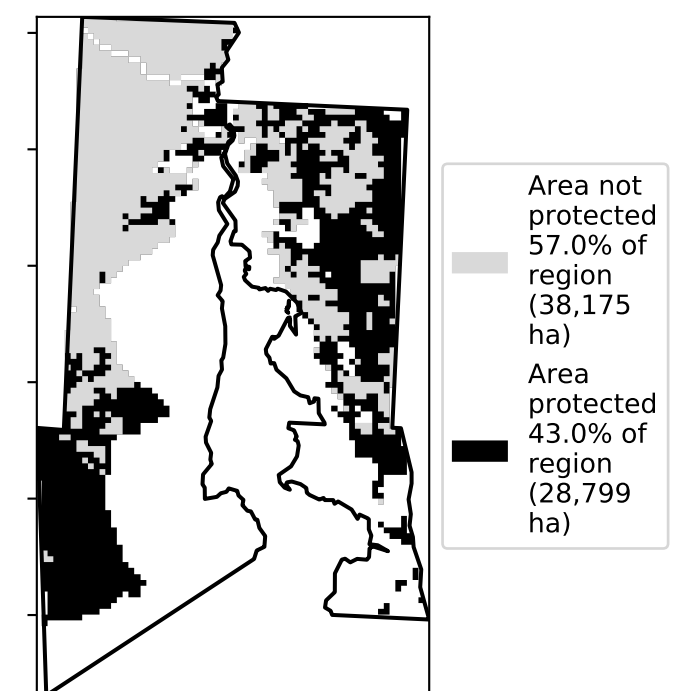 Area not
protected
57.0% of
region
(38,175
ha)
Area
protected
43.0% of
region
(28,799
ha)